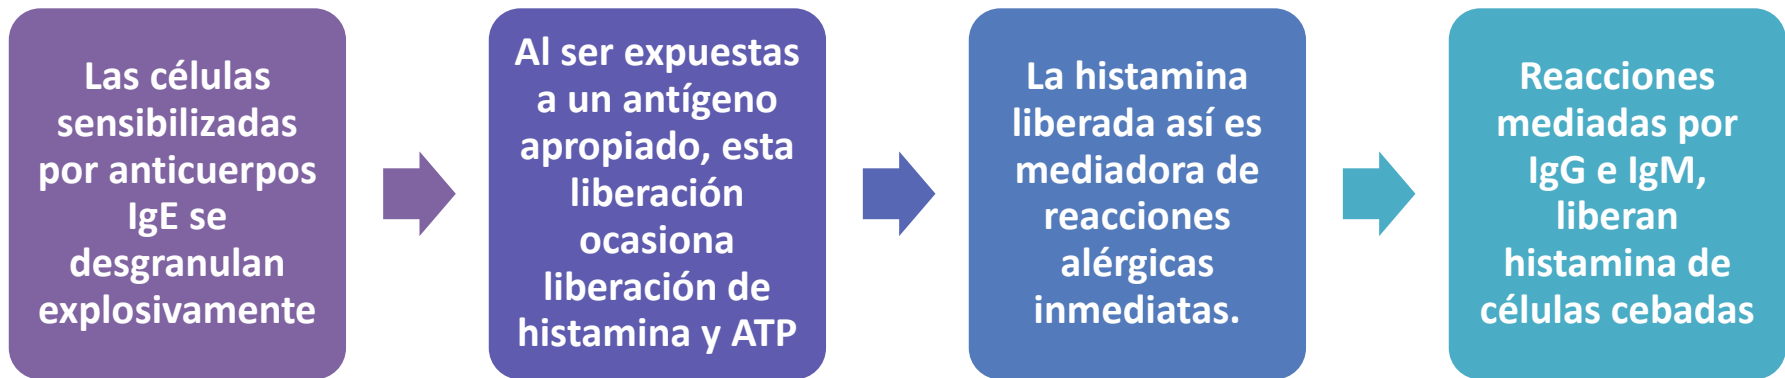 Las células
sensibilizadas
por anticuerpos
IgE se
desgranulan
explosivamente
Al ser expuestas
a un antígeno
apropiado, esta
liberación
ocasiona
liberación de
histamina y ATP
La histamina
liberada así es
mediadora de
reacciones
alérgicas
inmediatas.
Reacciones
mediadas por
IgG e IgM,
liberan
histamina de
células cebadas